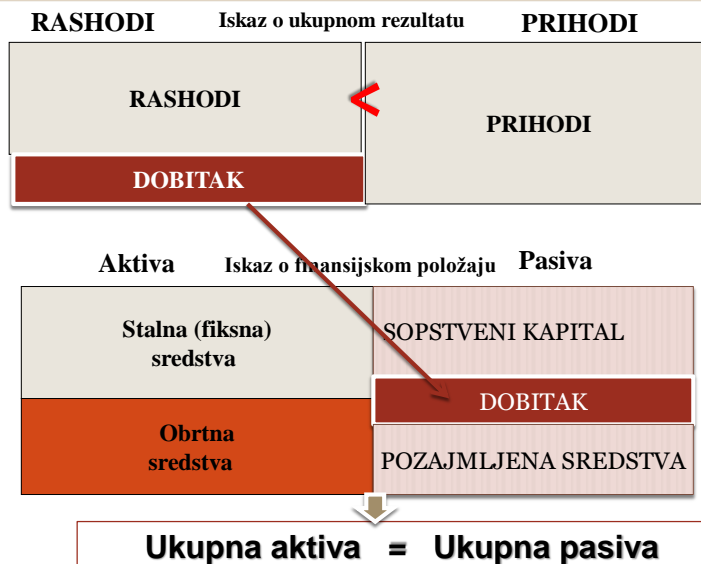 RASHODI Iskaz o ukupnom rezultatu PRIHODI
RASHODI < PRIHODI
DOBITAK
Aktiva Iskaz o finansijskom položaju Pasiva
Stalna (fiksna)
sredstva
SOPSTVENI KAPITAL
DOBITAK
Obrtna
sredstva
POZAJMLJENA SREDSTVA
Ukupna aktiva = Ukupna pasiva